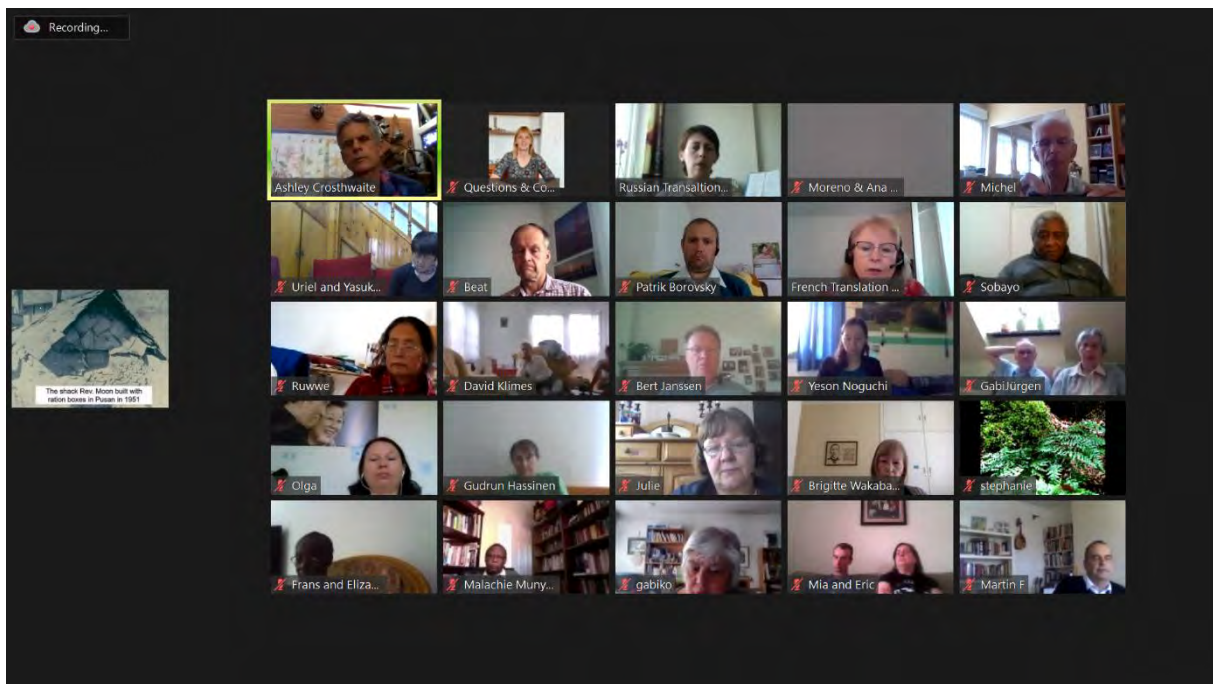 Recording...
Ashley Crosthwaite
Questions & Co...
Russian Transaltion...
Moreno & Ana ...
Michel
Uriel and Yasuk...
Beat
Patrik Borovsky
French Translation ...
Sobayo
The shack Rev. Moon built with
ration boxes in Pusan in 1951
Ruwwe
David Klimes
Bert Janssen
Yeson Noguchi
GabiJürgen
Olga
Gudrun Hassinen
Julie
Brigitte Wakaba...
stephanie
Frans and Eliza...
Malachie Muny...
gabiko
Mia and Eric
Martin F